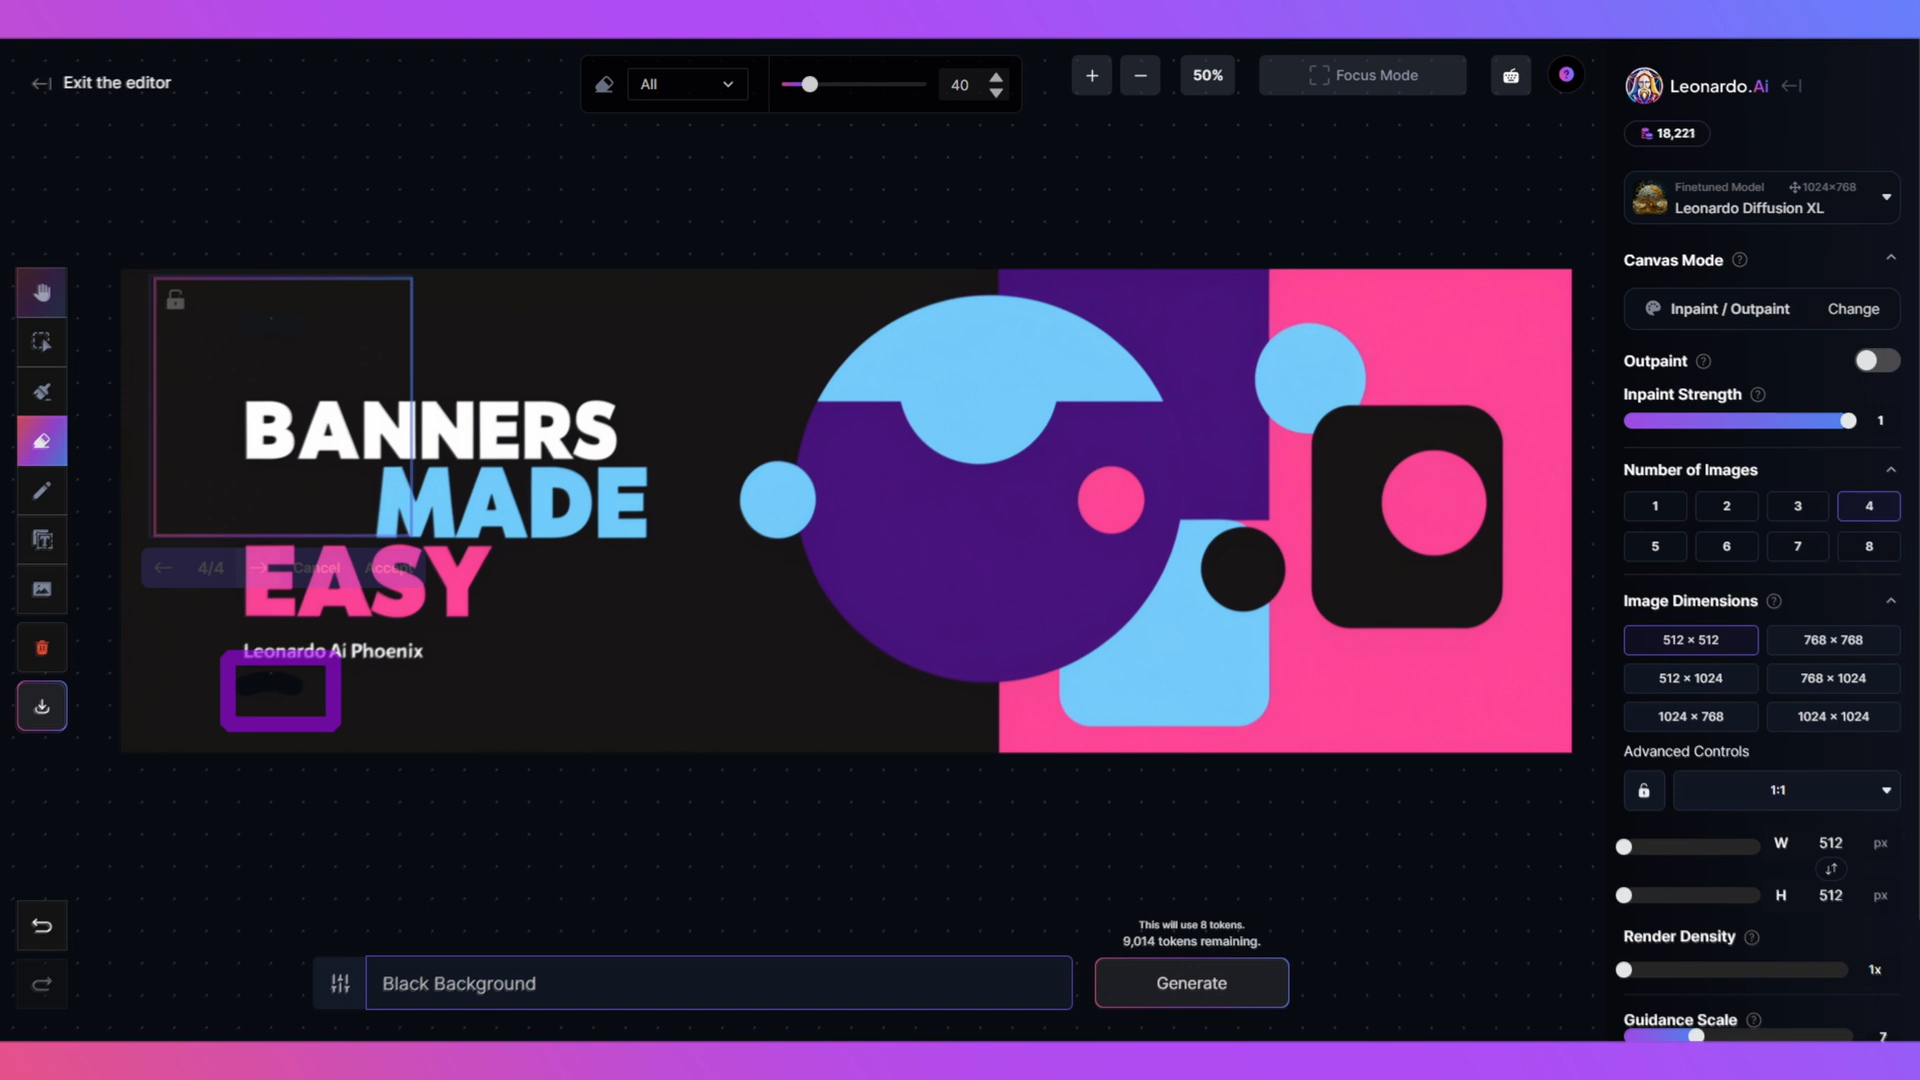 Exit the editor
All
40
50%
Focus Mode
Leonardo.Ai
18,221
Finetuned Model
1024×768
Leonardo Diffusion XL
Canvas Mode
Inpaint / Outpaint
Change
Outpaint
Inpaint Strength
1
Number of Images
1
2
3
4
5
6
7
8
Image Dimensions
512 × 512
768 × 768
512 × 1024
768 × 1024
1024 × 768
1024 × 1024
Advanced Controls
1:1
W 512 px
H 512 px
Render Density
1x
Guidance Scale
7
BANNERS
MADE
EASY
4/4
Cancel
Accept
Leonardo Ai Phoenix
This will use 8 tokens.
9,014 tokens remaining.
Black Background
Generate